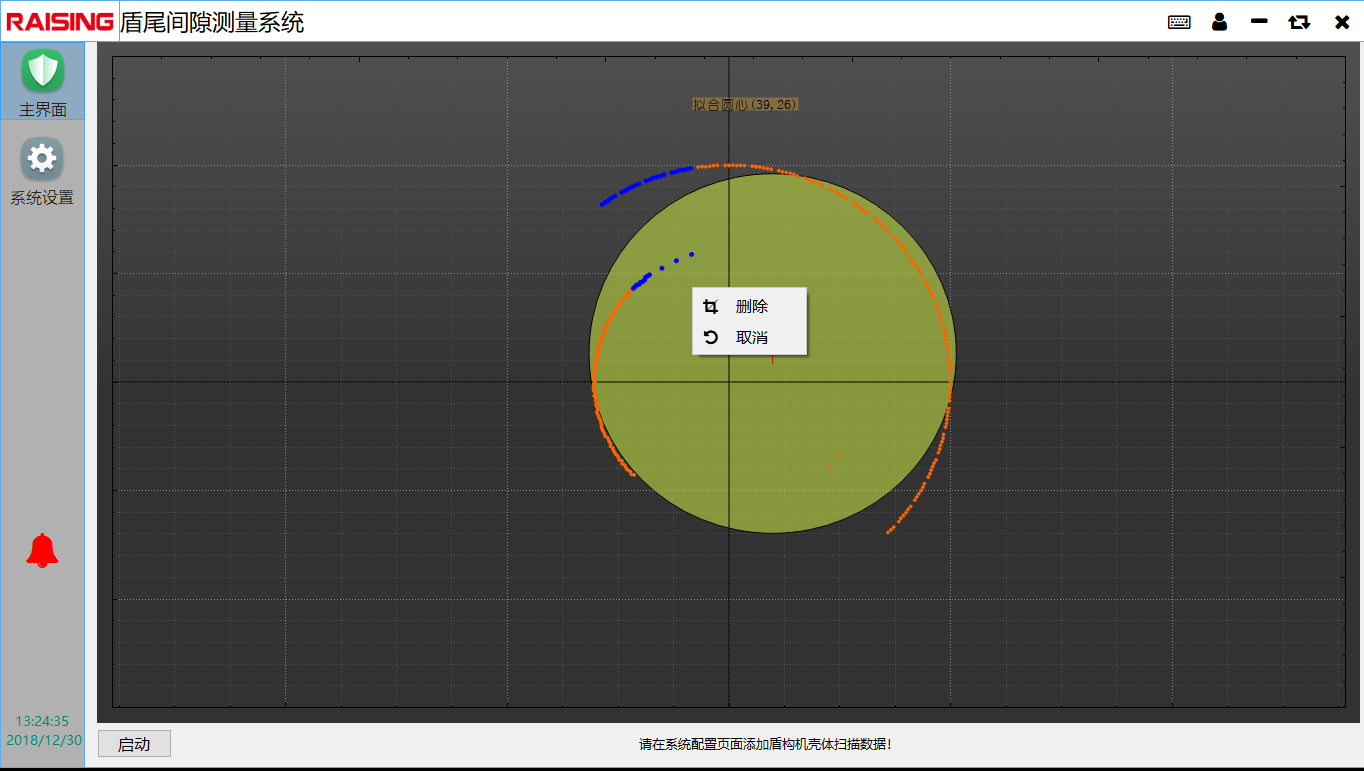 RAISING 盾尾间隙测量系统
主界面
系统设置
拟合圆心(39,26)
删除
取消
13:24:35
2018/12/30
启动
请在系统配置页面添加盾构机壳体扫描数据！